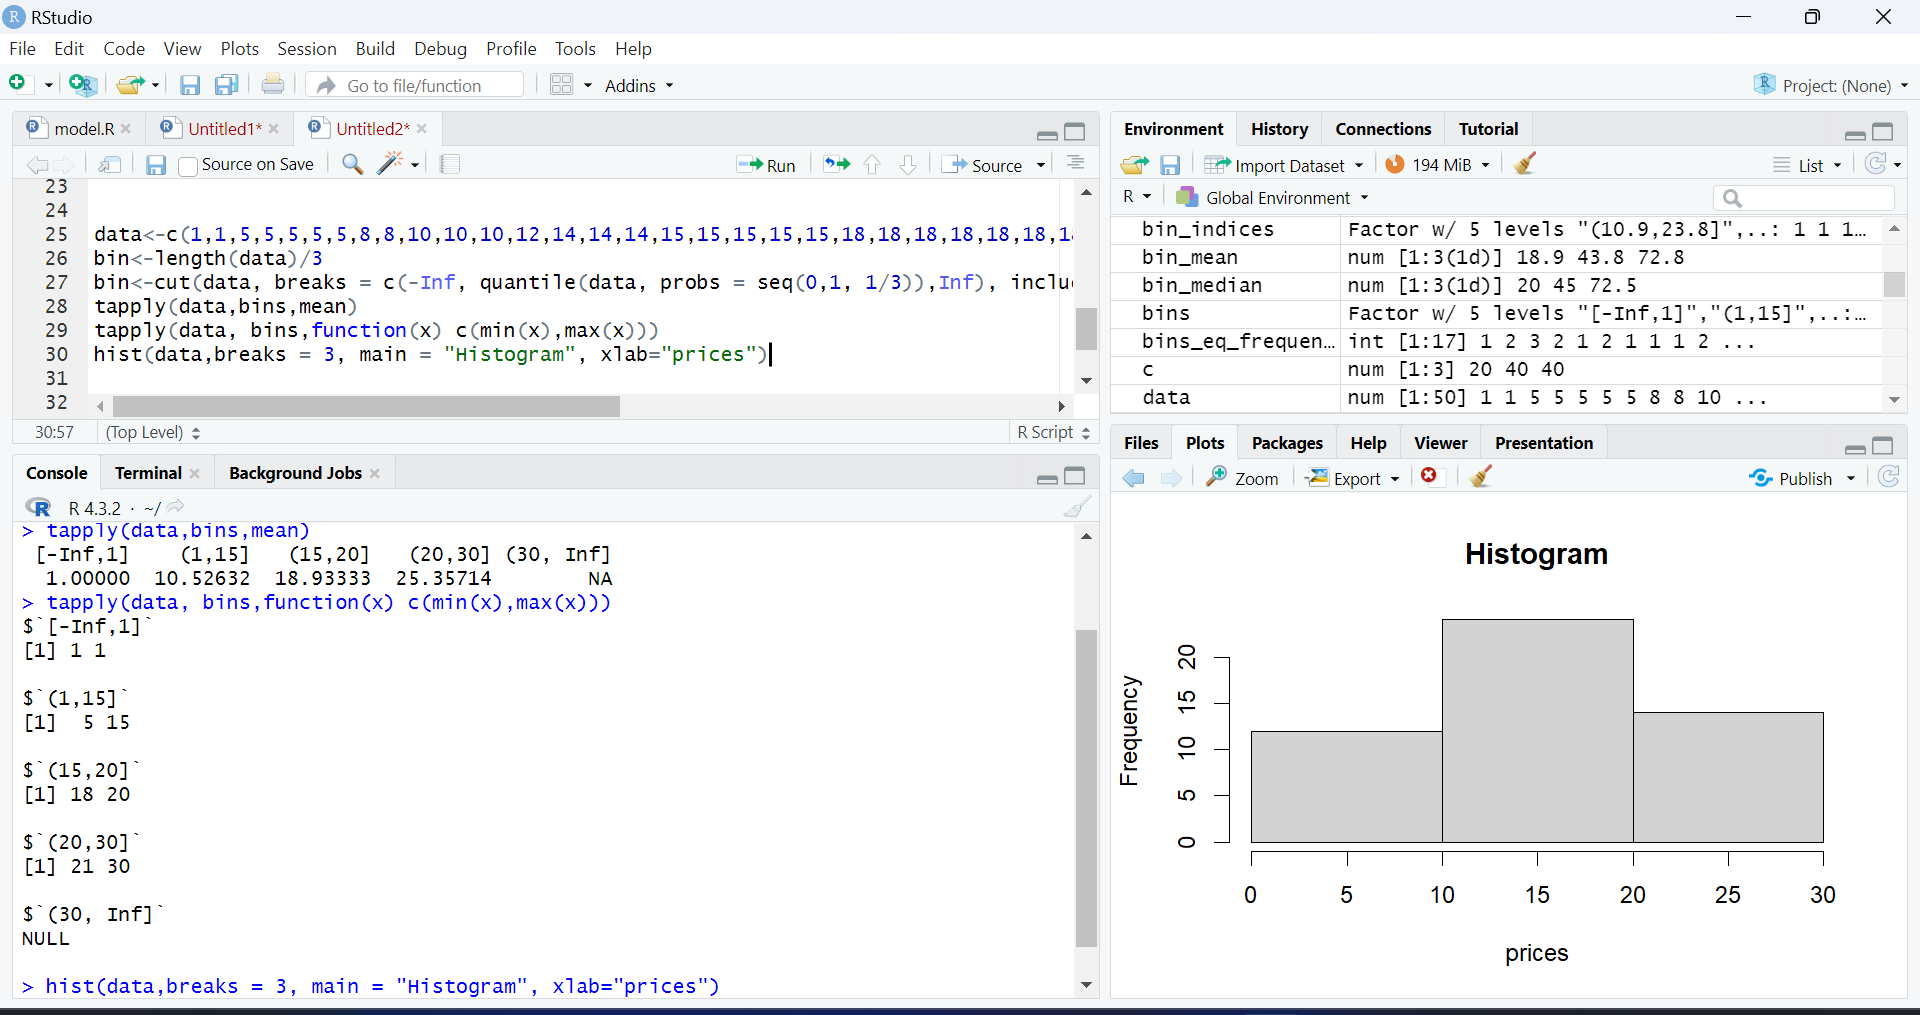 RStudio
File Edit Code View Plots Session Build Debug Profile Tools Help
Go to file/function Addins Project: (None)
model.R Untitled1* Untitled2*
Source on Save Run Source
23
24
25 data<-c(1,1,5,5,5,5,5,8,8,10,10,10,12,14,14,14,15,15,15,15,15,18,18,18,18,18,18,1
26 bin<-length(data)/3
27 bin<-cut(data, breaks = c(-Inf, quantile(data, probs = seq(0,1, 1/3)),Inf), inclu
28 tapply(data,bins,mean)
29 tapply(data, bins,function(x) c(min(x),max(x)))
30 hist(data,breaks = 3, main = "Histogram", xlab="prices")
31
32
30:57 (Top Level) R Script
Console Terminal Background Jobs
R 4.3.2 · ~/
> tapply(data,bins,mean)
[-Inf,1] (1,15] (15,20] (20,30] (30, Inf]
1.00000 10.52632 18.93333 25.35714 NA
> tapply(data, bins,function(x) c(min(x),max(x)))
$`[-Inf,1]`
[1] 1 1
$`(1,15]`
[1] 5 15
$`(15,20]`
[1] 18 20
$`(20,30]`
[1] 21 30
$`(30, Inf]`
NULL
> hist(data,breaks = 3, main = "Histogram", xlab="prices")
Environment History Connections Tutorial
Import Dataset 194 MiB List
R Global Environment
bin_indices Factor w/ 5 levels "(10.9,23.8]",..: 1 1 1…
bin_mean num [1:3(1d)] 18.9 43.8 72.8
bin_median num [1:3(1d)] 20 45 72.5
bins Factor w/ 5 levels "[-Inf,1]","(1,15]",..:…
bins_eq_frequen… int [1:17] 1 2 3 2 1 2 1 1 1 2 ...
c num [1:3] 20 40 40
data num [1:50] 1 1 5 5 5 5 5 8 8 10 ...
Files Plots Packages Help Viewer Presentation
Zoom Export Publish
Histogram
Frequency
0 5 10 15 20
0 5 10 15 20 25 30
prices